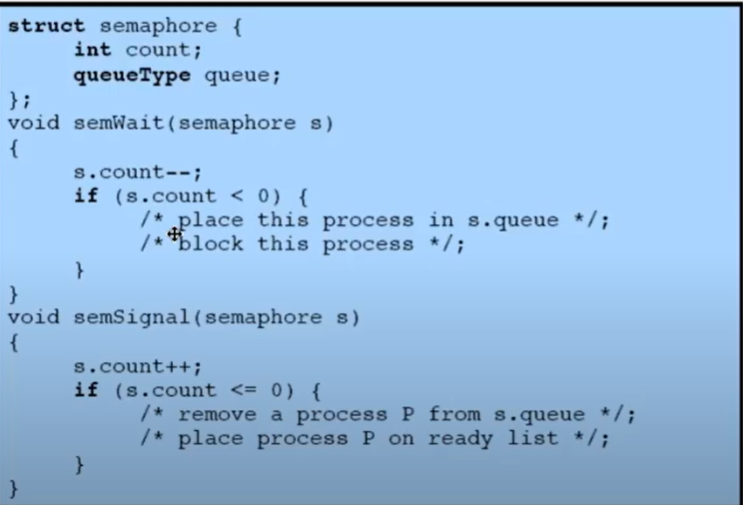 struct semaphore {
int count;
queueType queue;
};
void semWait(semaphore s)
{
s.count--;
if (s.count < 0) {
/* place this process in s.queue */;
/* block this process */;
}
}
void semSignal(semaphore s)
{
s.count++;
if (s.count <= 0) {
/* remove a process P from s.queue */;
/* place process P on ready list */;
}
}